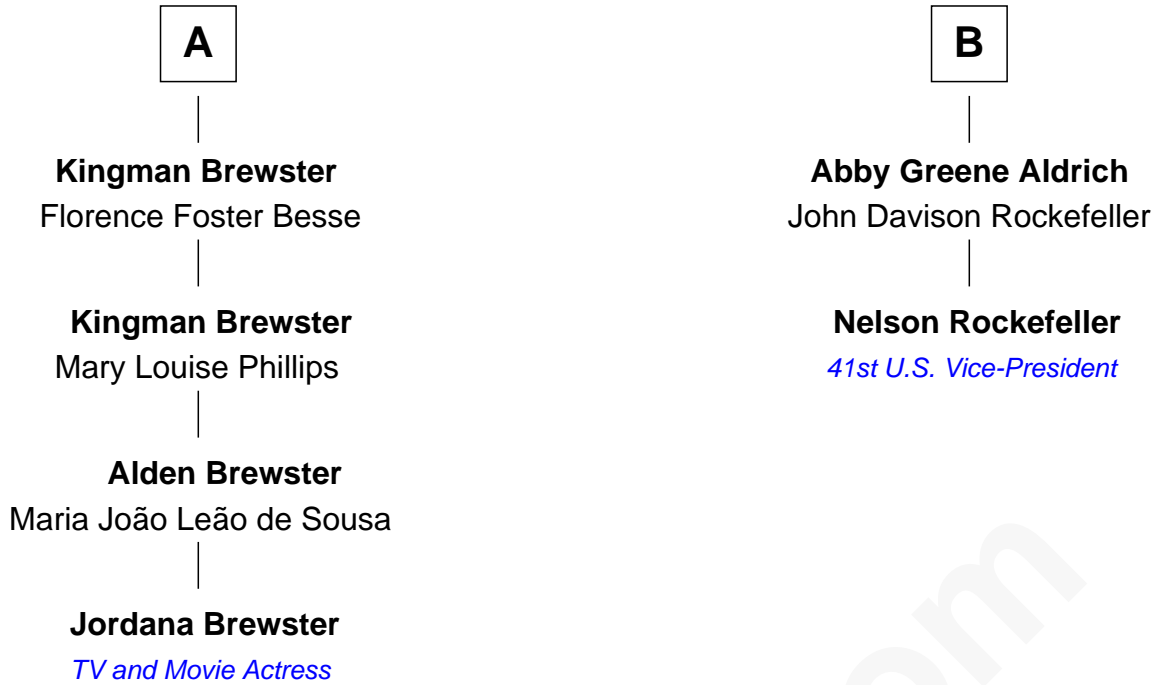 A
Kingman Brewster
Florence Foster Besse
Kingman Brewster
Mary Louise Phillips
Alden Brewster
Maria João Leão de Sousa
Jordana Brewster
TV and Movie Actress
B
Abby Greene Aldrich
John Davison Rockefeller
Nelson Rockefeller
41st U.S. Vice-President
om